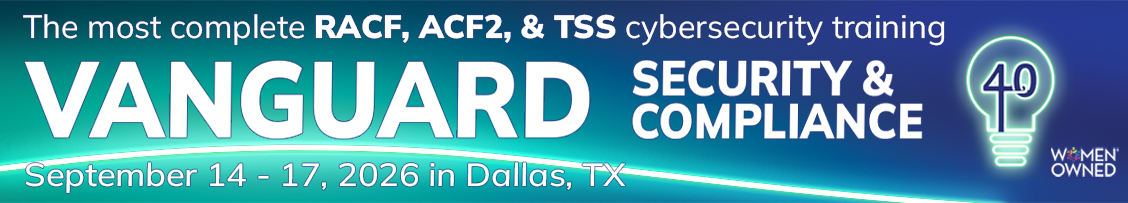 The most complete RACF, ACF2, & TSS cybersecurity training
VANGUARD
SECURITY &
COMPLIANCE
40
September 14 - 17, 2026 in Dallas, TX
WOMEN
OWNED